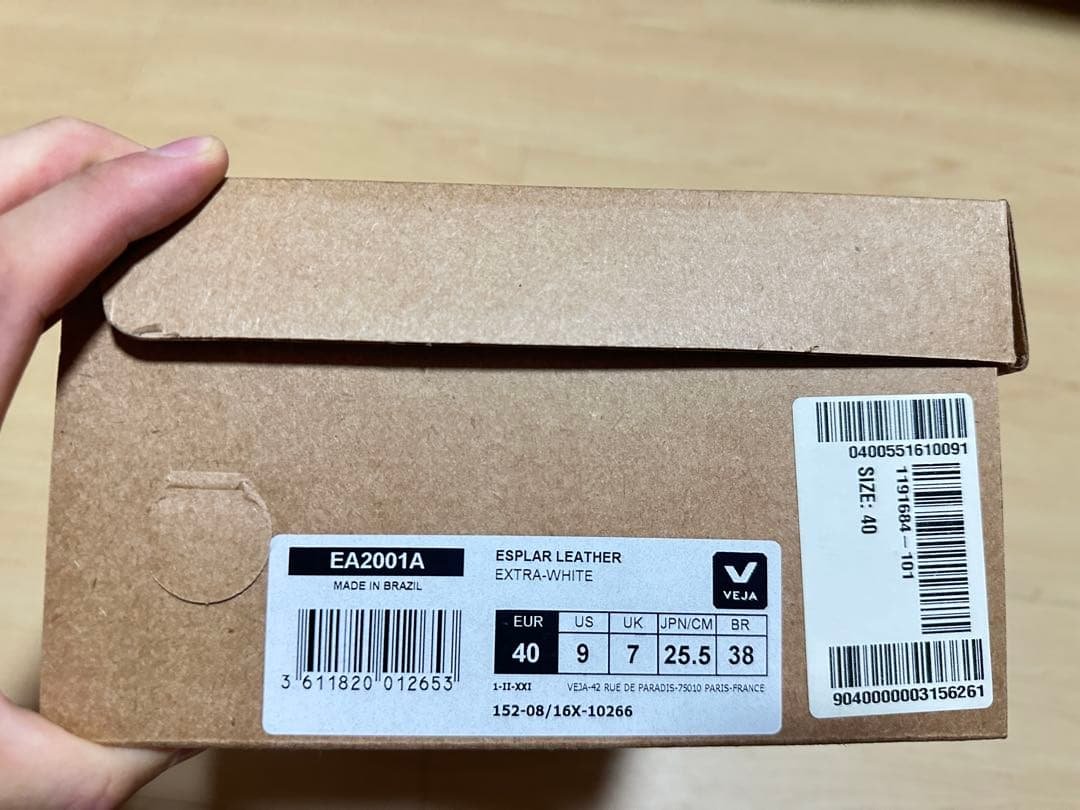 EA2001A
MADE IN BRAZIL
3 611820 012653
ESPLAR LEATHER
EXTRA-WHITE
VEJA
EUR US UK JPN/CM BR
40 9 7 25.5 38
1-II-XXI VEJA-42 RUE DE PARADIS-75010 PARIS-FRANCE
152-08/16X-10266
0400551610091
1191684-101
SIZE: 40
9040000003156261